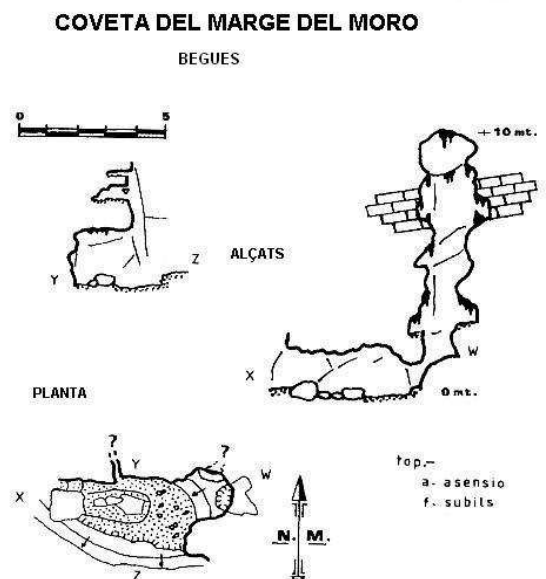 COVETA DEL MARGE DEL MORO
BEGUES
0 5
+10 mt.
Y Z
ALÇATS
X W
0 mt.
PLANTA
? Y ? W
X
Z
N. M.
top.-
a. asensio
f. subils